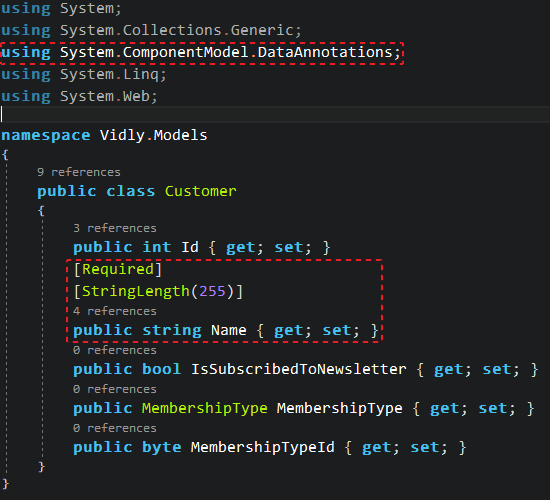 using System;
using System.Collections.Generic;
using System.ComponentModel.DataAnnotations;
using System.Linq;
using System.Web;
namespace Vidly.Models
{
9 references
public class Customer
{
3 references
public int Id { get; set; }
[Required]
[StringLength(255)]
4 references
public string Name { get; set; }
0 references
public bool IsSubscribedToNewsletter { get; set; }
0 references
public MembershipType MembershipType { get; set; }
0 references
public byte MembershipTypeId { get; set; }
}
}